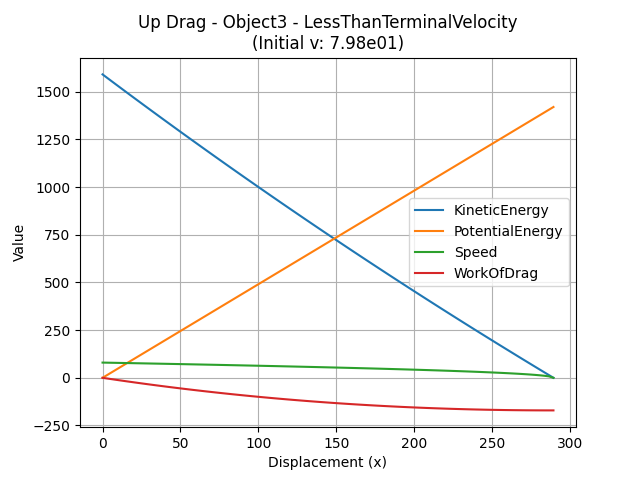 Up Drag - Object3 - LessThanTerminalVelocity
(Initial v: 7.98e01)
Value
1500
1250
1000
750
500
250
0
−250
KineticEnergy
PotentialEnergy
Speed
WorkOfDrag
0 50 100 150 200 250 300
Displacement (x)